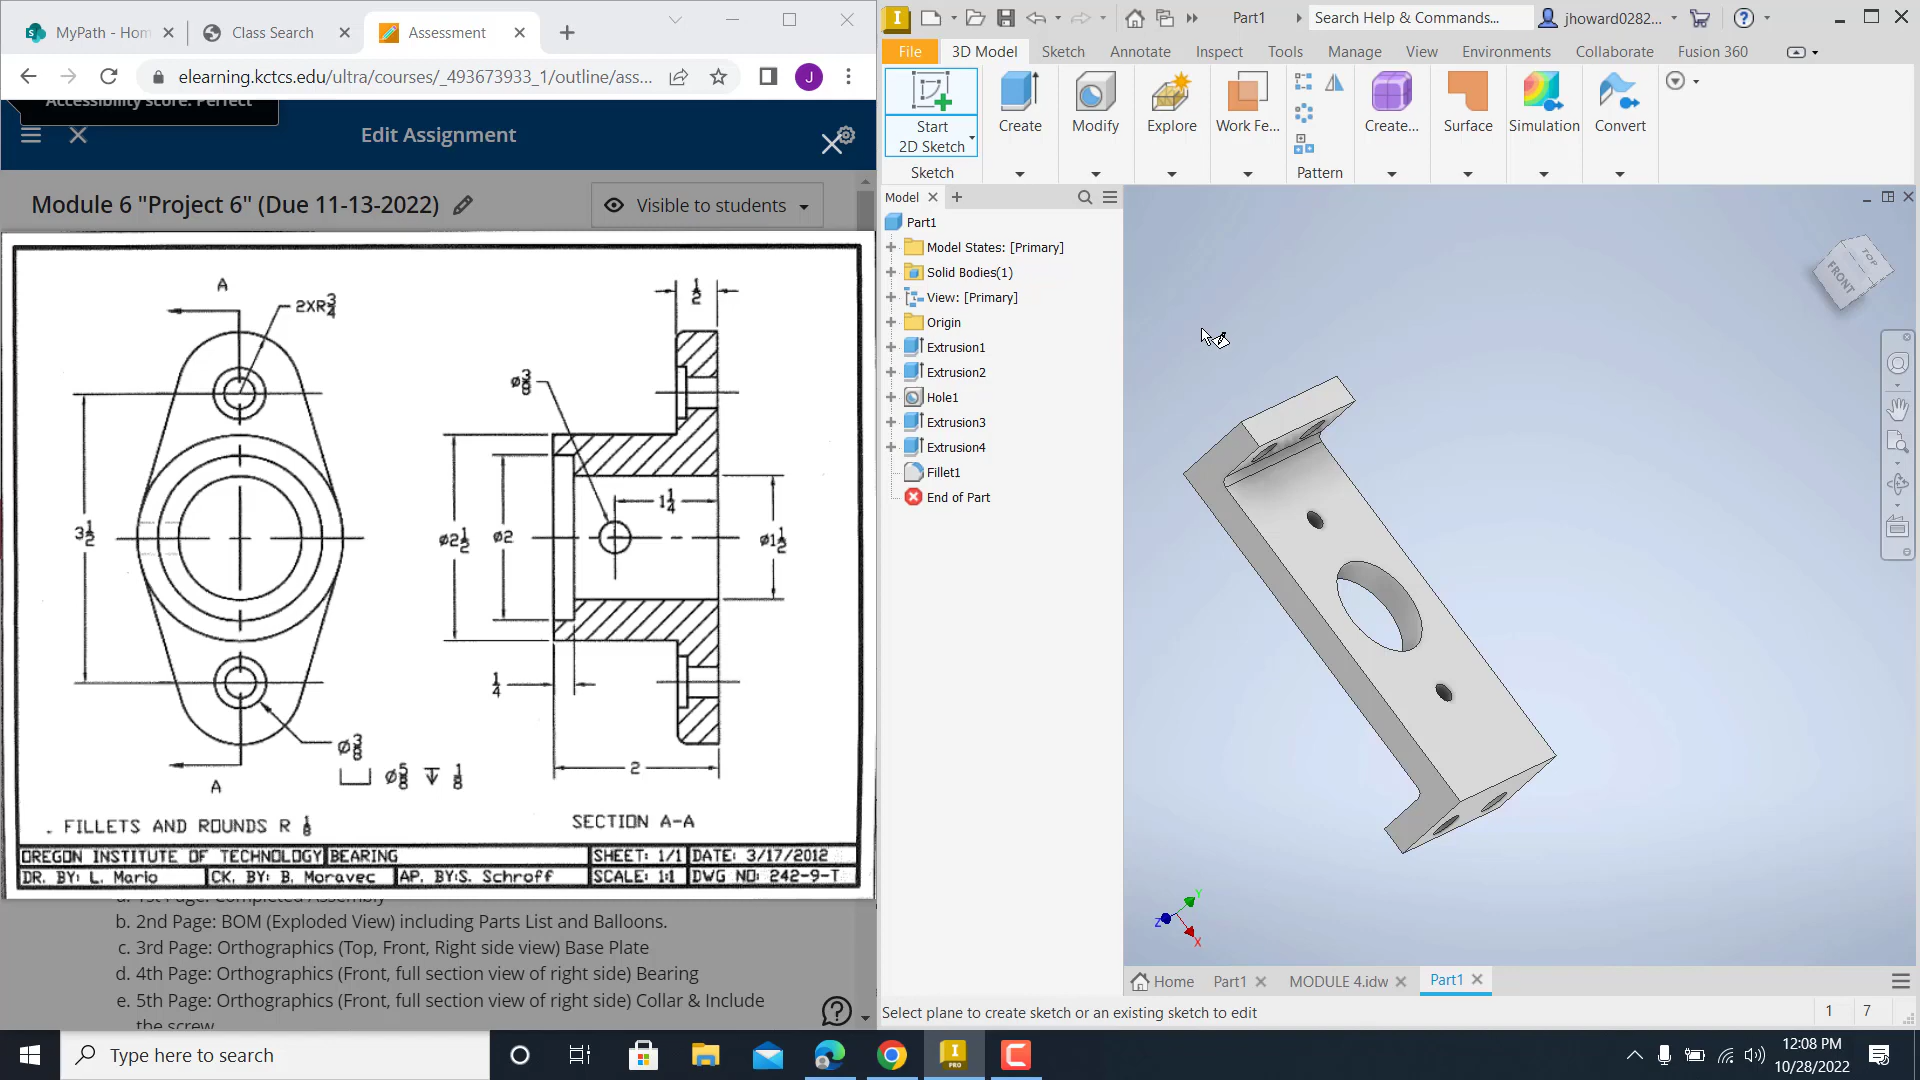 MyPath - Hom
Class Search
Assessment
elearning.kctcs.edu/ultra/courses/_493673933_1/outline/ass...
J
Accessibility score: Perfect
Edit Assignment
Module 6 "Project 6" (Due 11-13-2022)
Visible to students
A
2XR3/4
3 1/2
A
ø3/8
ø5/8 ↧ 1/8
. FILLETS AND ROUNDS R 1/8
1/2
ø3/8
1 1/4
ø2 1/2
ø2
ø1 1/2
1/4
2
SECTION A-A
OREGON INSTITUTE OF TECHNOLOGY BEARING SHEET: 1/1 DATE: 3/17/2012
DR. BY: L. Mario CK. BY: B. Moravec AP. BY:S. Schroff SCALE: 1:1 DWG NO: 242-9-T
a. 1st Page: Completed Assembly
b. 2nd Page: BOM (Exploded View) including Parts List and Balloons.
c. 3rd Page: Orthographics (Top, Front, Right side view) Base Plate
d. 4th Page: Orthographics (Front, full section view of right side) Bearing
e. 5th Page: Orthographics (Front, full section view of right side) Collar & Include
the screw
I
Part1
Search Help & Commands...
jhoward0282...
File
3D Model
Sketch
Annotate
Inspect
Tools
Manage
View
Environments
Collaborate
Fusion 360
Start
2D Sketch
Create
Modify
Explore
Work Fe...
Create...
Surface
Simulation
Convert
Sketch
Pattern
Model
Part1
Model States: [Primary]
Solid Bodies(1)
View: [Primary]
Origin
Extrusion1
Extrusion2
Hole1
Extrusion3
Extrusion4
Fillet1
End of Part
FRONT
TOP
Y
Z
X
Home
Part1
MODULE 4.idw
Part1
Select plane to create sketch or an existing sketch to edit
1
7
Type here to search
I
PRO
12:08 PM
10/28/2022